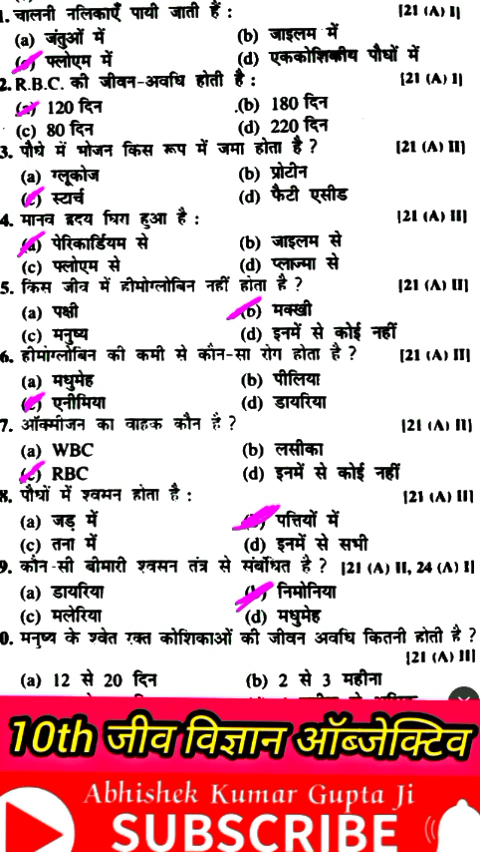 1. चालनी नलिकाएँ पायी जाती हैं : [21 (A) I]
(a) जंतुओं में (b) जाइलम में
फ्लोएम में (d) एककोशिकीय पौधों में
2. R.B.C. की जीवन-अवधि होती है : [21 (A) I]
120 दिन (b) 180 दिन
(c) 80 दिन (d) 220 दिन
3. पौधे में भोजन किस रूप में जमा होता है ? [21 (A) II]
(a) ग्लूकोज (b) प्रोटीन
(c) स्टार्च (d) फैटी एसीड
4. मानव हृदय घिरा हुआ है : [21 (A) II]
(a) पेरिकार्डियम से (b) जाइलम से
(c) फ्लोएम से (d) प्लाज्मा से
5. किस जीव में हीमोग्लोबिन नहीं होता है ? [21 (A) II]
(a) पक्षी (b) मक्खी
(c) मनुष्य (d) इनमें से कोई नहीं
6. हीमोग्लोबिन की कमी से कौन-सा रोग होता है ? [21 (A) II]
(a) मधुमेह (b) पीलिया
(c) एनीमिया (d) डायरिया
7. ऑक्सीजन का वाहक कौन है ? [21 (A) II]
(a) WBC (b) लसीका
(c) RBC (d) इनमें से कोई नहीं
8. पौधों में श्वसन होता है : [21 (A) II]
(a) जड़ में पत्तियों में
(c) तना में (d) इनमें से सभी
9. कौन-सी बीमारी श्वसन तंत्र से संबंधित है ? [21 (A) II, 24 (A) I]
(a) डायरिया (b) निमोनिया
(c) मलेरिया (d) मधुमेह
0. मनुष्य के श्वेत रक्त कोशिकाओं की जीवन अवधि कितनी होती है ?
[21 (A) II]
(a) 12 से 20 दिन (b) 2 से 3 महीना
10th जीव विज्ञान ऑब्जेक्टिव
Abhishek Kumar Gupta Ji
SUBSCRIBE